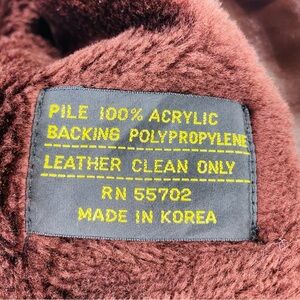 PILE 100% ACRYLIC
BACKING POLYPROPYLENE
LEATHER CLEAN ONLY
RN 55702
MADE IN KOREA